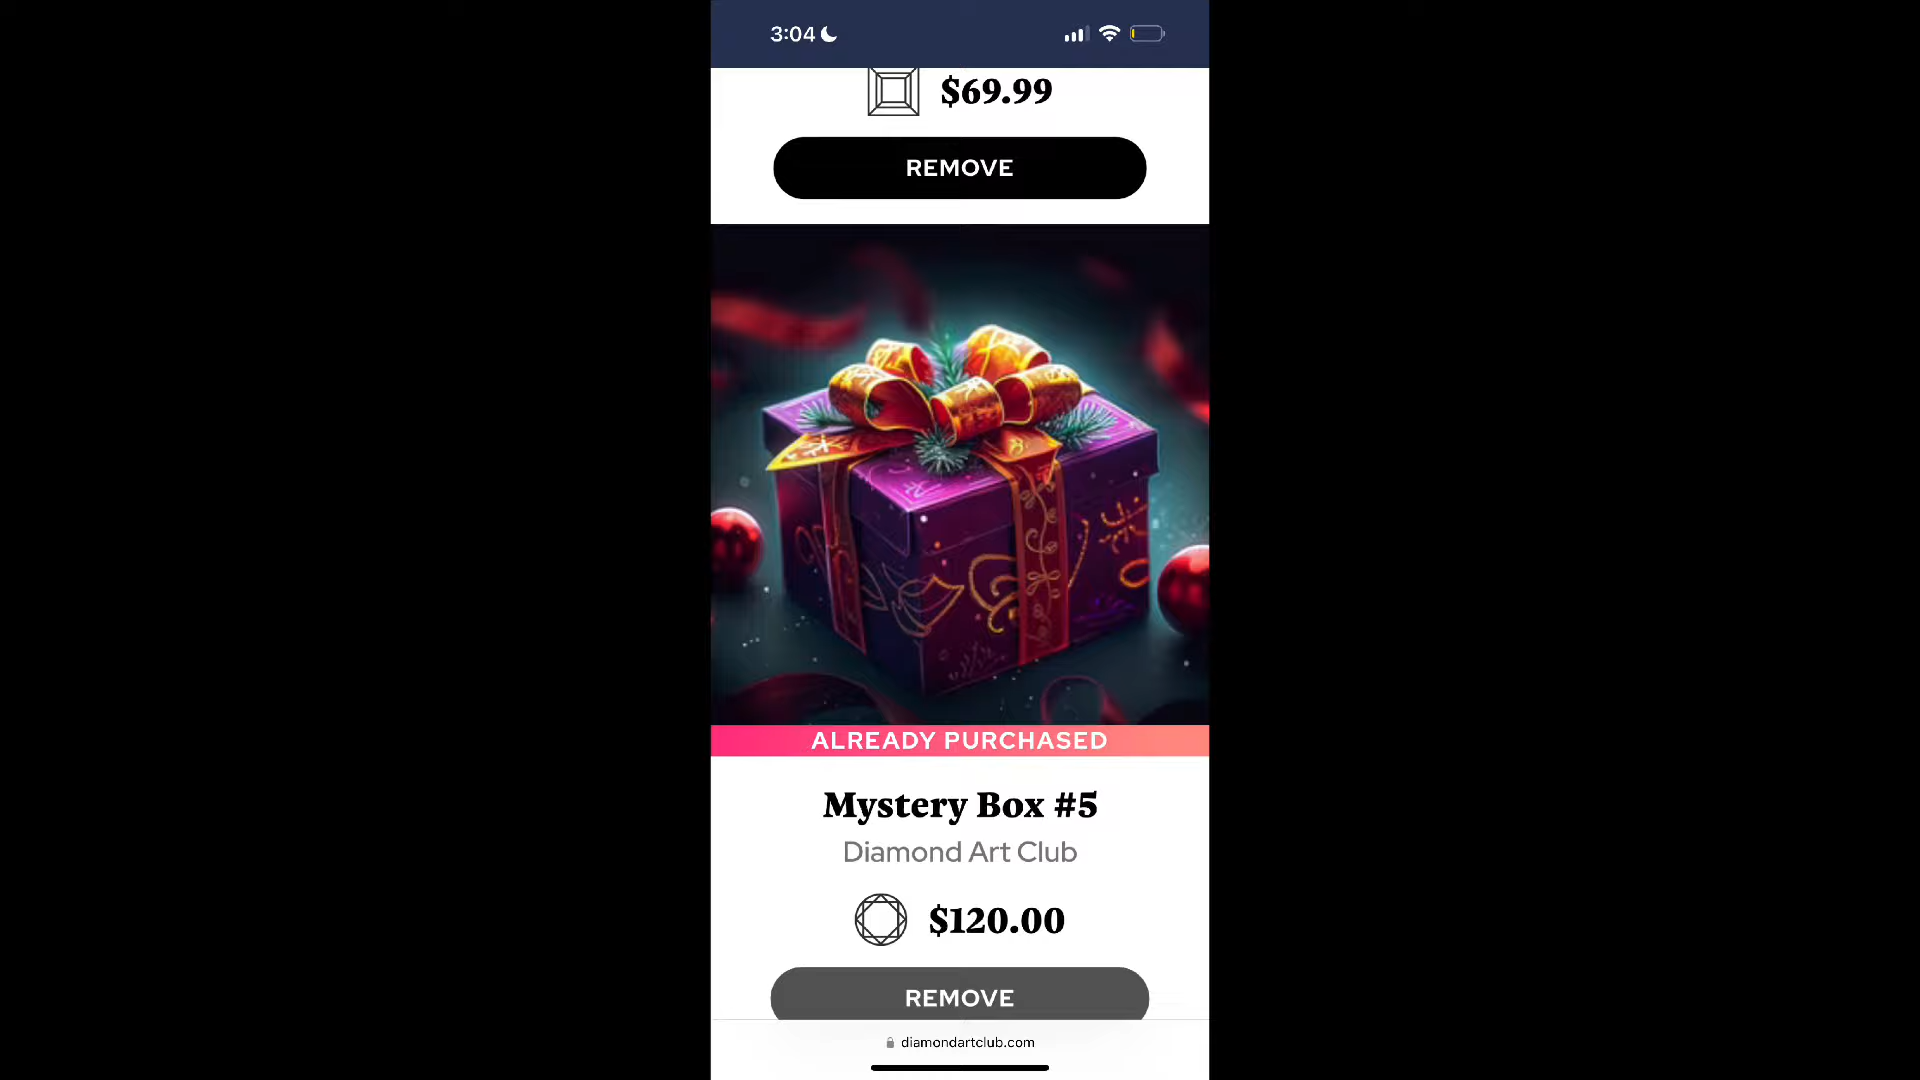 3:04
$69.99
REMOVE
ALREADY PURCHASED
Mystery Box #5
Diamond Art Club
$120.00
REMOVE
diamondartclub.com